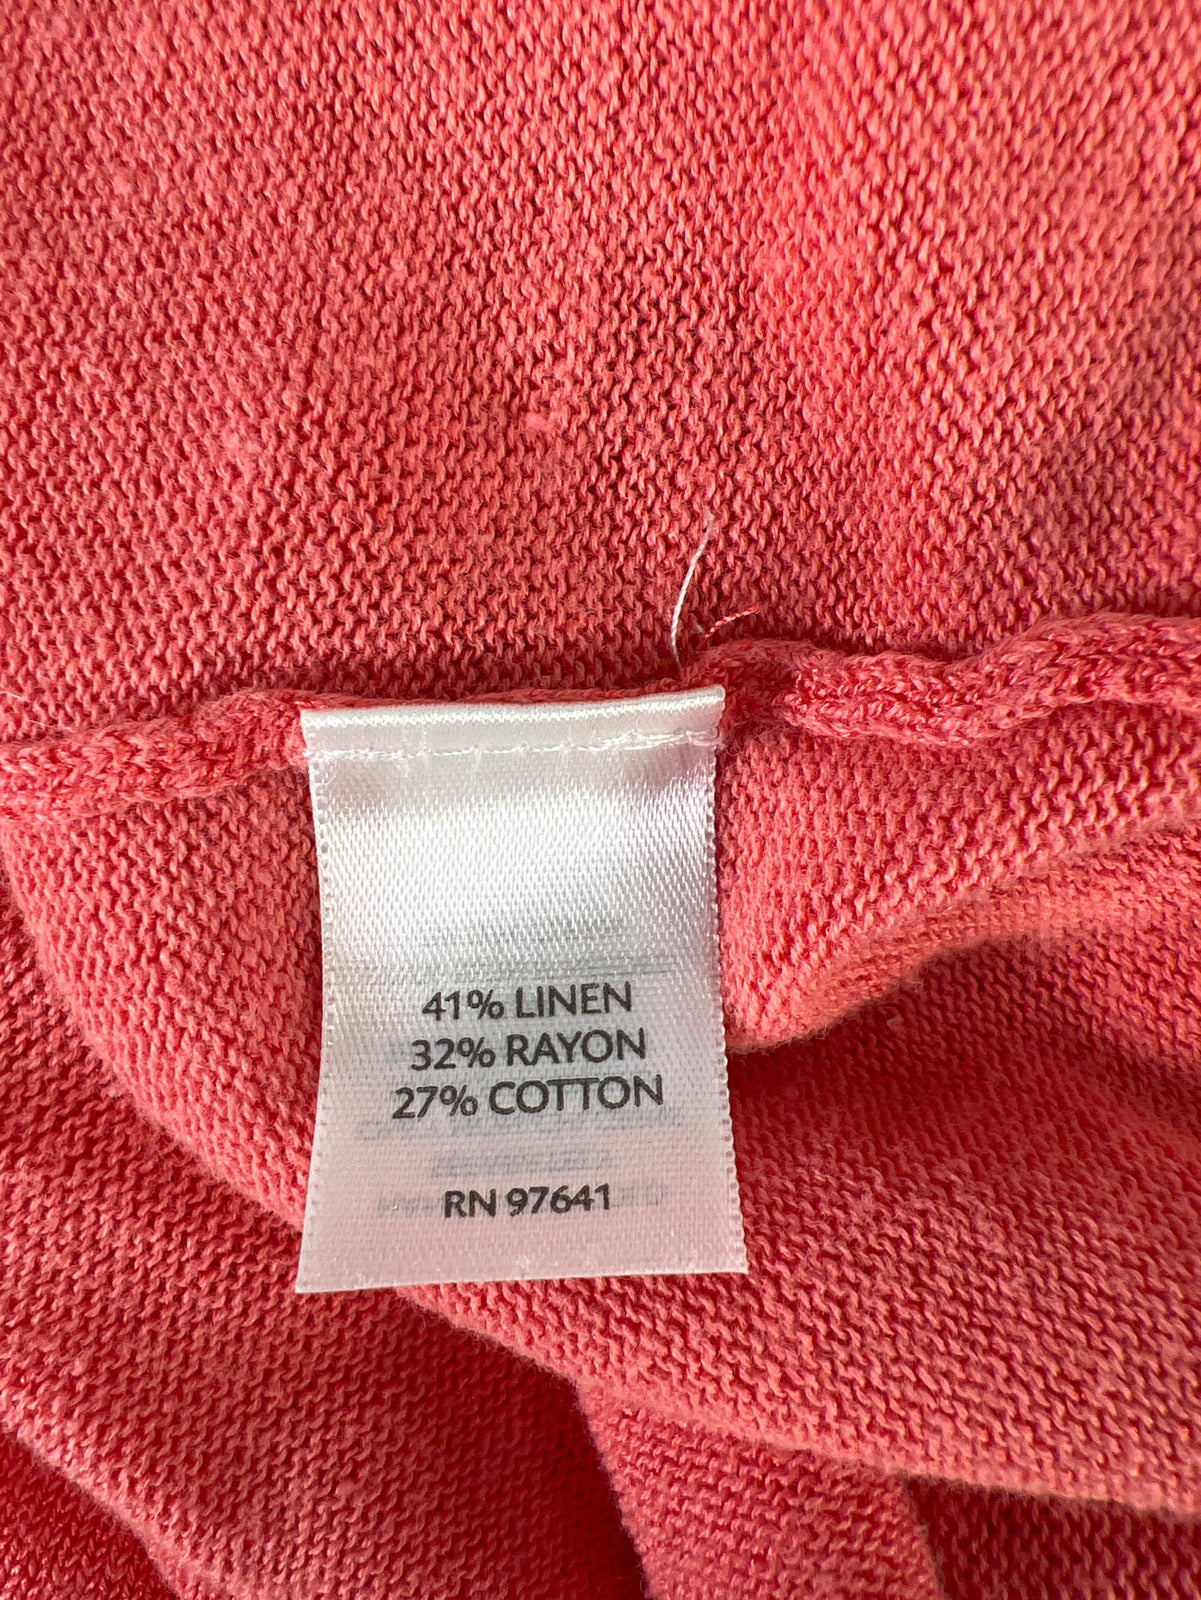 41% LINEN
32% RAYON
27% COTTON
RN 97641